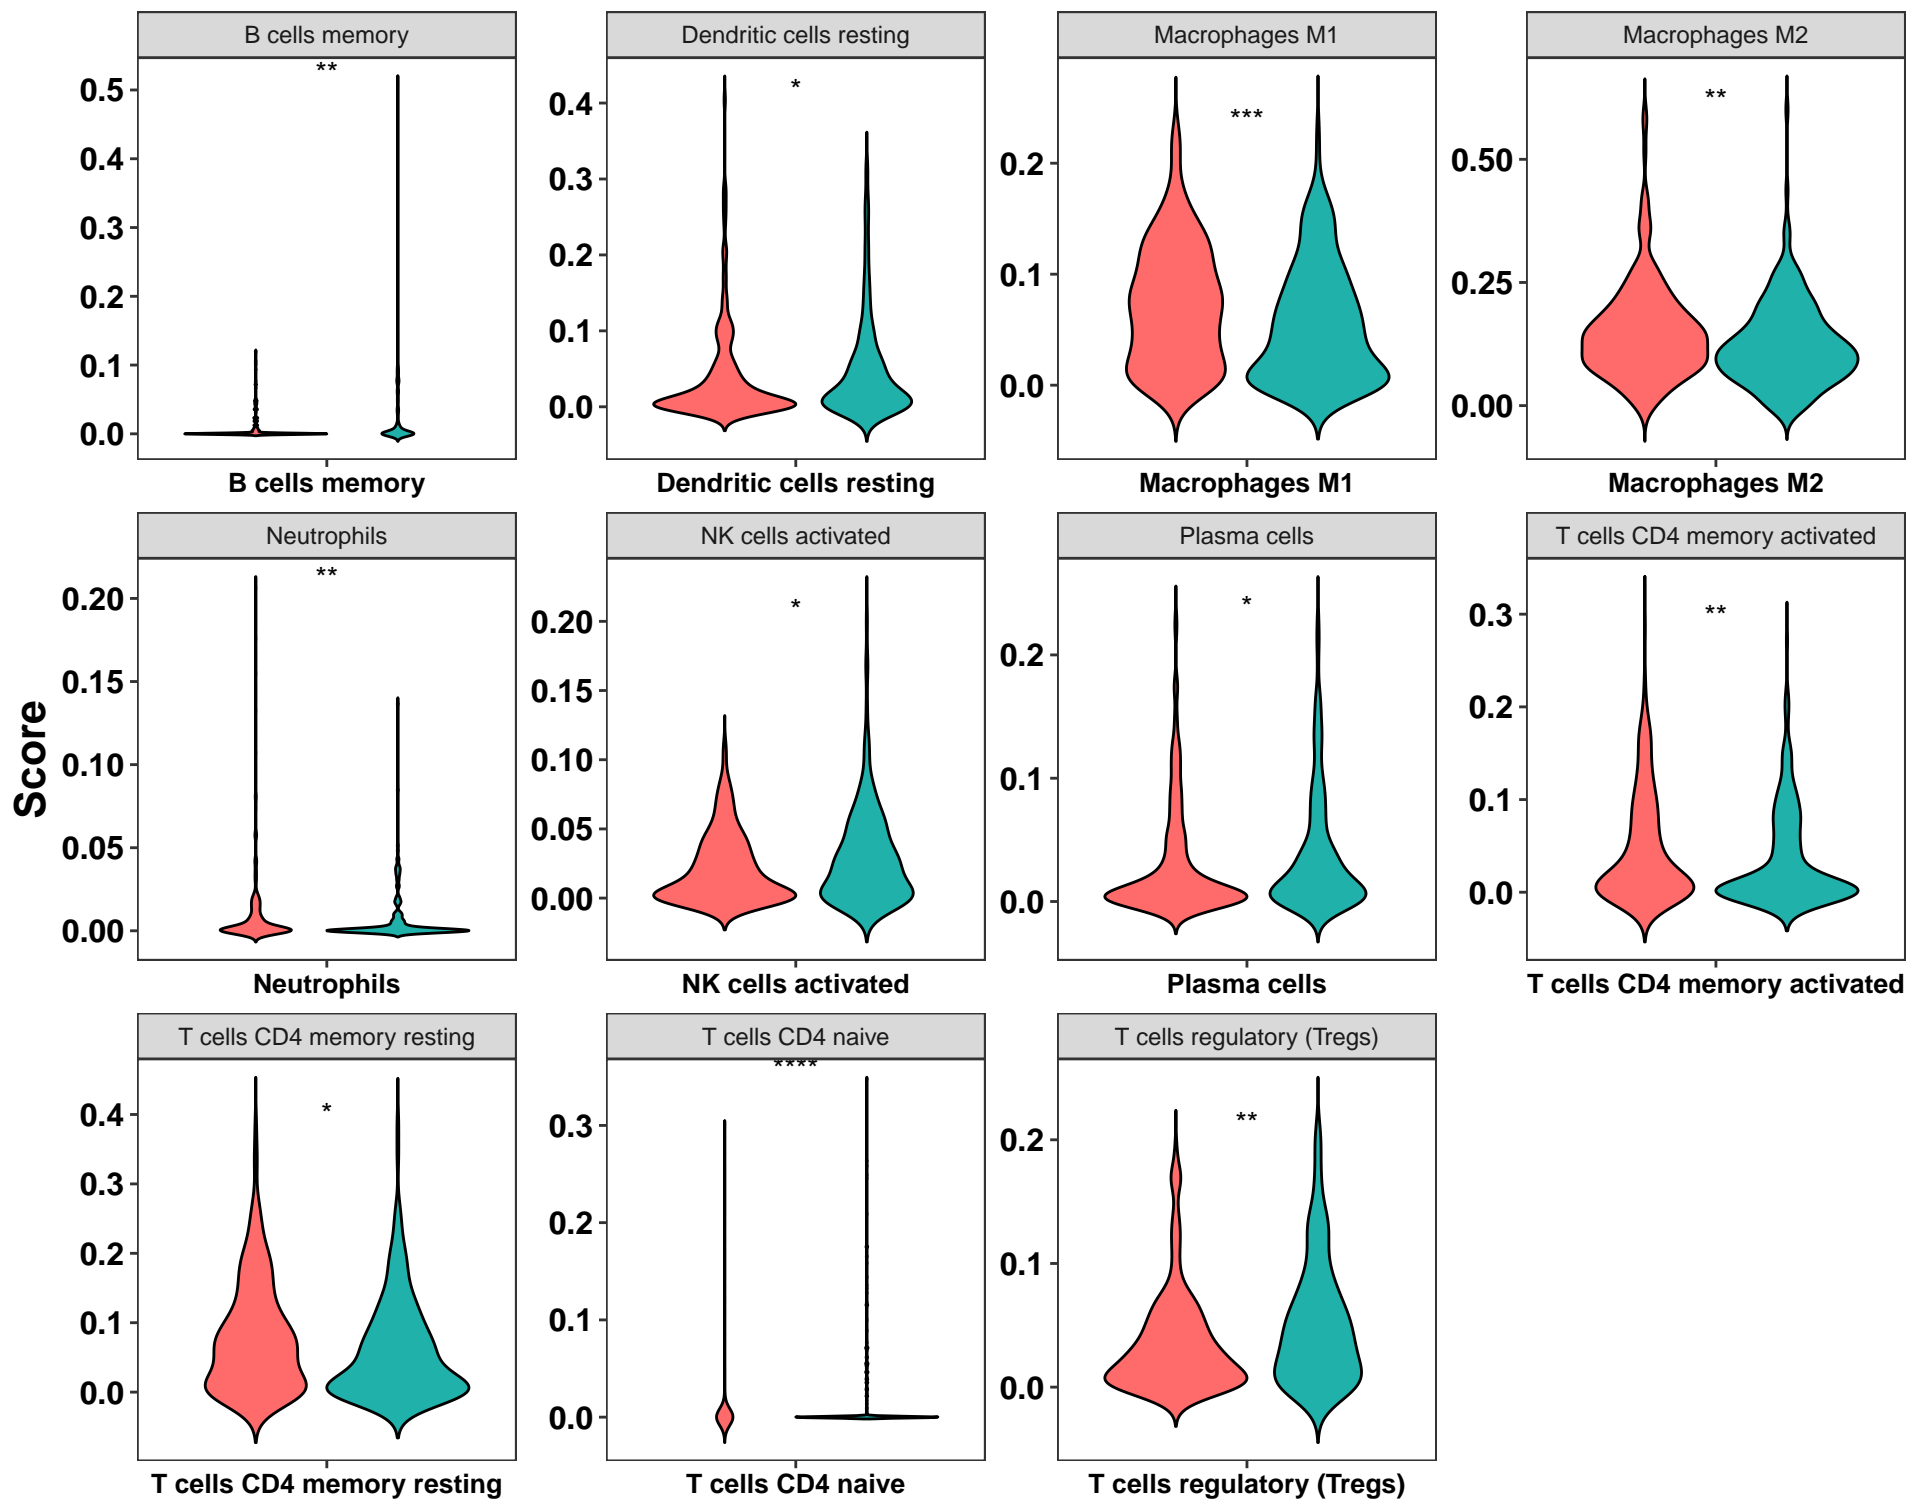 B cells memory
Dendritic cells resting
Macrophages M1
Macrophages M2
**
*
***
**
0.5
0.4
0.3
0.2
0.1
0.0
0.4
0.3
0.2
0.1
0.0
0.2
0.1
0.0
0.50
0.25
0.00
B cells memory
Dendritic cells resting
Macrophages M1
Macrophages M2
Score
Neutrophils
NK cells activated
Plasma cells
T cells CD4 memory activated
**
*
*
**
0.20
0.15
0.10
0.05
0.00
0.20
0.15
0.10
0.05
0.00
0.2
0.1
0.0
0.3
0.2
0.1
0.0
Neutrophils
NK cells activated
Plasma cells
T cells CD4 memory activated
T cells CD4 memory resting
T cells CD4 naive
T cells regulatory (Tregs)
*
****
**
0.4
0.3
0.2
0.1
0.0
0.3
0.2
0.1
0.0
0.2
0.1
0.0
T cells CD4 memory resting
T cells CD4 naive
T cells regulatory (Tregs)